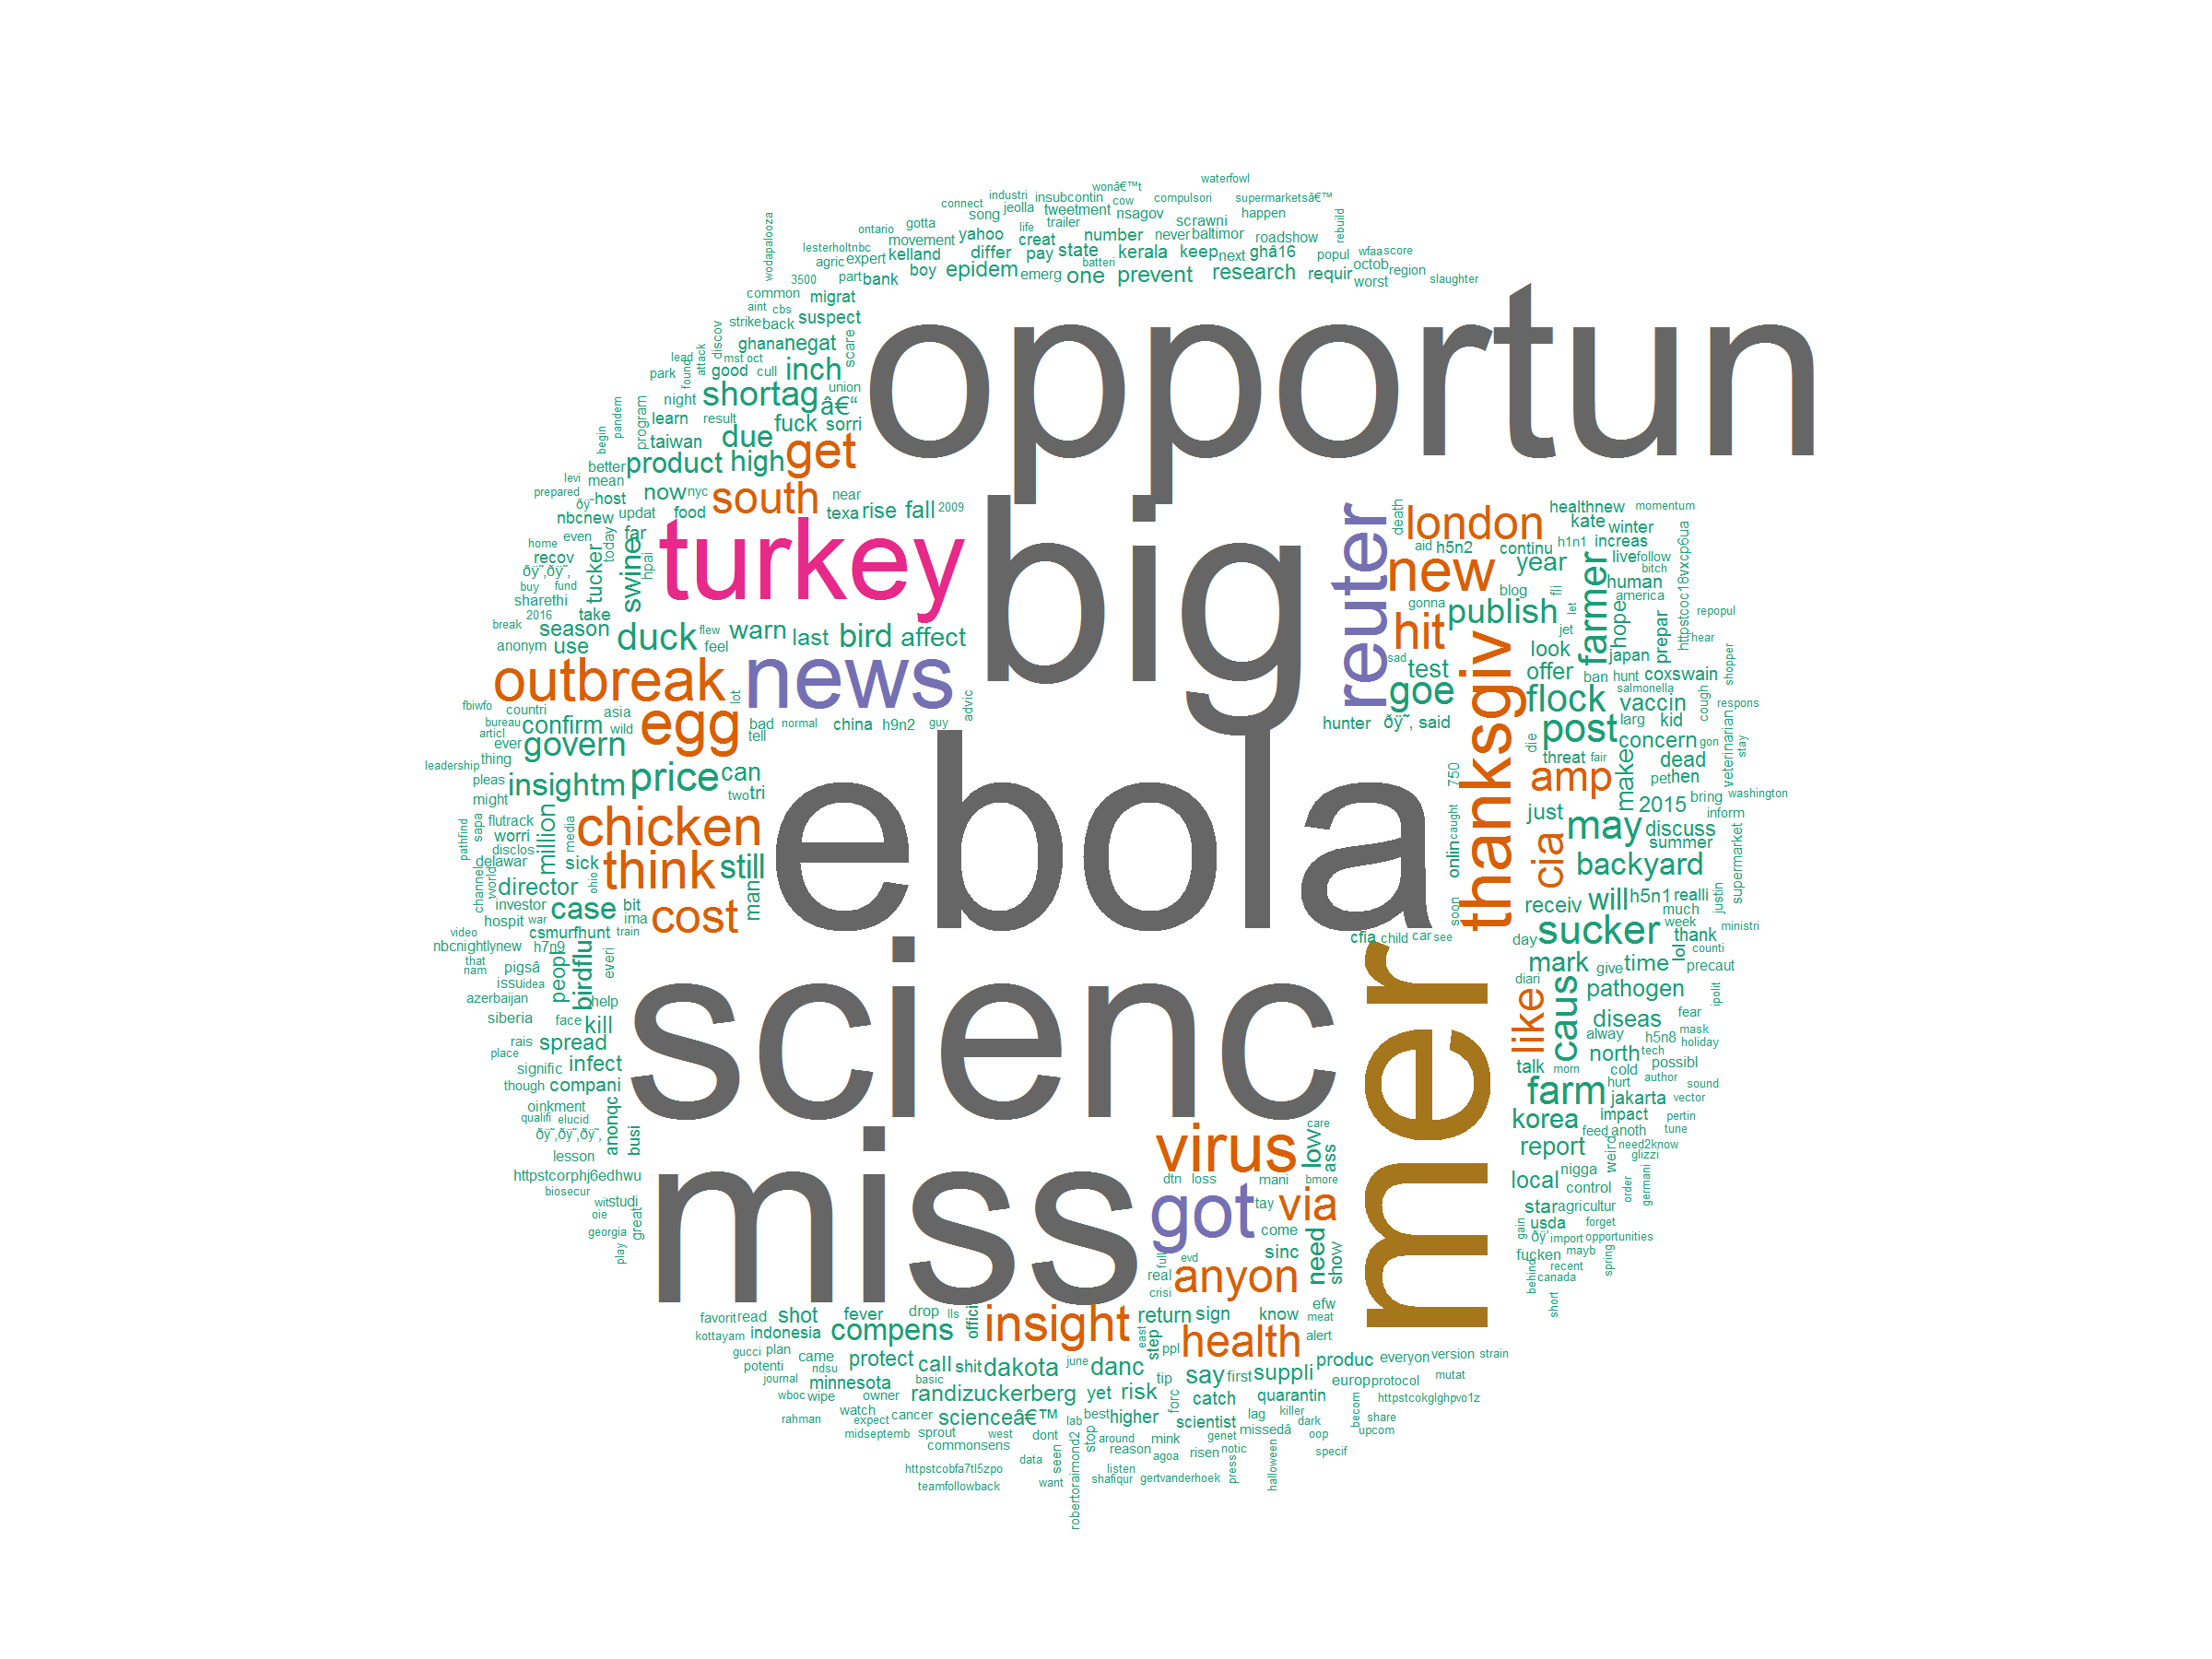 opportun
big
ebola
scienc
miss
mer
turkey
news
reuter
got
thanksgiv
outbreak
egg
chicken
think
cost
south
get
london
new
hit
amp
cia
like
virus
via
anyon
insight
health
waterfowl
wonâ€™t
industri insubcontin cow compulsori supermarketsâ€™
connect song jeolla tweetment nsagov scrawni happen rebuild
wodapalooza
ontario gotta trailer life
lesterholtnbc movement yahoo creat number never baltimor roadshow
agric expert kelland differ pay state kerala keep next ghâ16 popul wfaa score
3500 part bank boy epidem emerg batteri one prevent research requir octob region
worst slaughter
common migrat
aint cbs suspect
strike back
discov ghana negat scare
lead attack mst oct
park found good cull inch
night shortag union â€“
learn result fuck sorri
pandem program taiwan due
begin better product high
levi mean
prepared host now nyc near
ðŸ˜ updat food texa rise fall 2009
nbcnew far
even today swine
home recov tucker hpai
ðŸ˜‚ðŸ˜‚
buy fund
sharethi
2016 take
break season duck flew warn last bird affect
anonym use feel
fbiwfo countri asia lot advic
bureau confirm wild bad normal china h9n2 guy
articl ever govern tell
thing
leadership pleas insightm price can
might two tri
sapa flutrack million media
pathfind worri
disclos
delawar sick still
channel world director ohio man
investor case bit
hospit war ima
video csmurfhunt train
nbcnightlynew h7n9
that peopl birdflu everi
nam pigsâ
issu idea
azerbaijan help
siberia face kill
rais spread
place infect
signific
though compani
oinkment
qualifi elucid anonqc busi
ðŸ˜‚ðŸ˜‚ðŸ˜‚
lesson
httpstcorphj6edhwu
biosecur
wit studi
oie great
georgia
play
death healthnew momentum
kate winter
aid h5n2 continu h1n1 increas
year live follow httpstcoc18vxcp6ua
blog fli human bitch
gonna publish let america
farmer hope repopul
jet prepar hear
sad test look japan shopper
goe offer ban hunt coxswain
flock salmonella
vaccin cough respons
hunter ðŸ˜‚ said post larg kid
die concern gon veterinarian stay
threat fair dead
750 make pet hen
bring washington
just 2015 inform
may discuss
online caught summer supermarket
backyard
receiv will h5n1 realli justin
soon much
sucker week ministri
cfia child car see day thank
lol counti
mark give time precaut
diari pathogen ipolit
caus fear
diseas mask
alway h5n8 holiday
north tech
talk morn cold possibl
farm hurt author sound
jakarta vector
korea impact pertin
feed anoth tune
report weird need2know
glizzi
nigga germani
local control order
star agricultur
gain usda forget
ðŸ˜‚ import opportunities
fucken mayb spring
behind recent
canada
short
care
low ass
dtn loss mani bmore
tay
come
sinc need show
full evd
real
crisi
efw
favorit read shot fever drop lls offici return sign know meat
kottayam indonesia compens east step alert
gucci plan came protect call shit dakota june danc ppl produc everyon version strain
potenti ndsu
journal minnesota basic tip say first suppli europ protocol mutat
wboc wipe owner randizuckerberg yet risk forc catch quarantin httpstcokglghpvo1z
rahman watch expect cancer scienceâ€™ lab best higher scientist lag killer dark becom share
midseptemb sprout west dont stop around mink genet missedâ oop upcom
commonsens seen reason agoa risen notic specif
httpstcobfa7tl5zpo data listen
teamfollowback want shafiqur gertvanderhoek press halloween
robertoraimond2